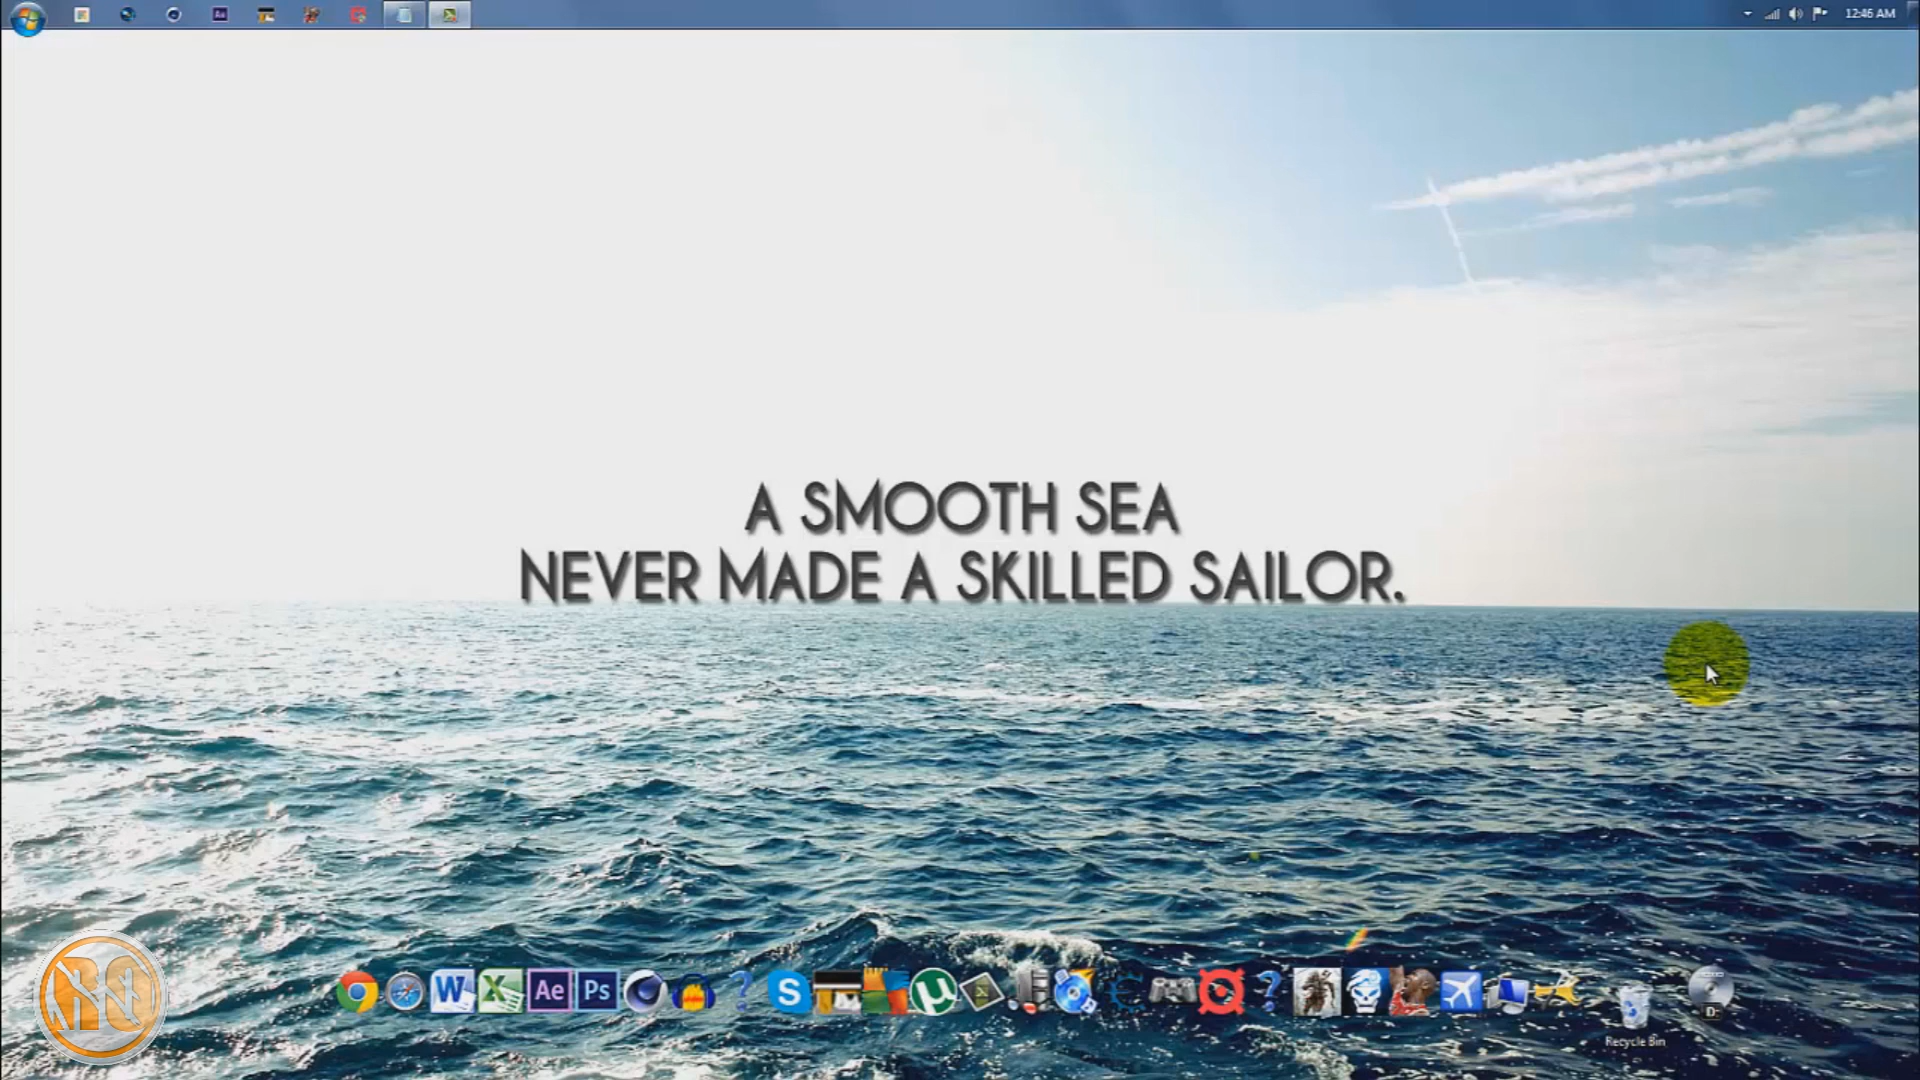 12:46 AM
A SMOOTH SEA
NEVER MADE A SKILLED SAILOR.
W
X
Ae
Ps
S
µ
D:
Recycle Bin